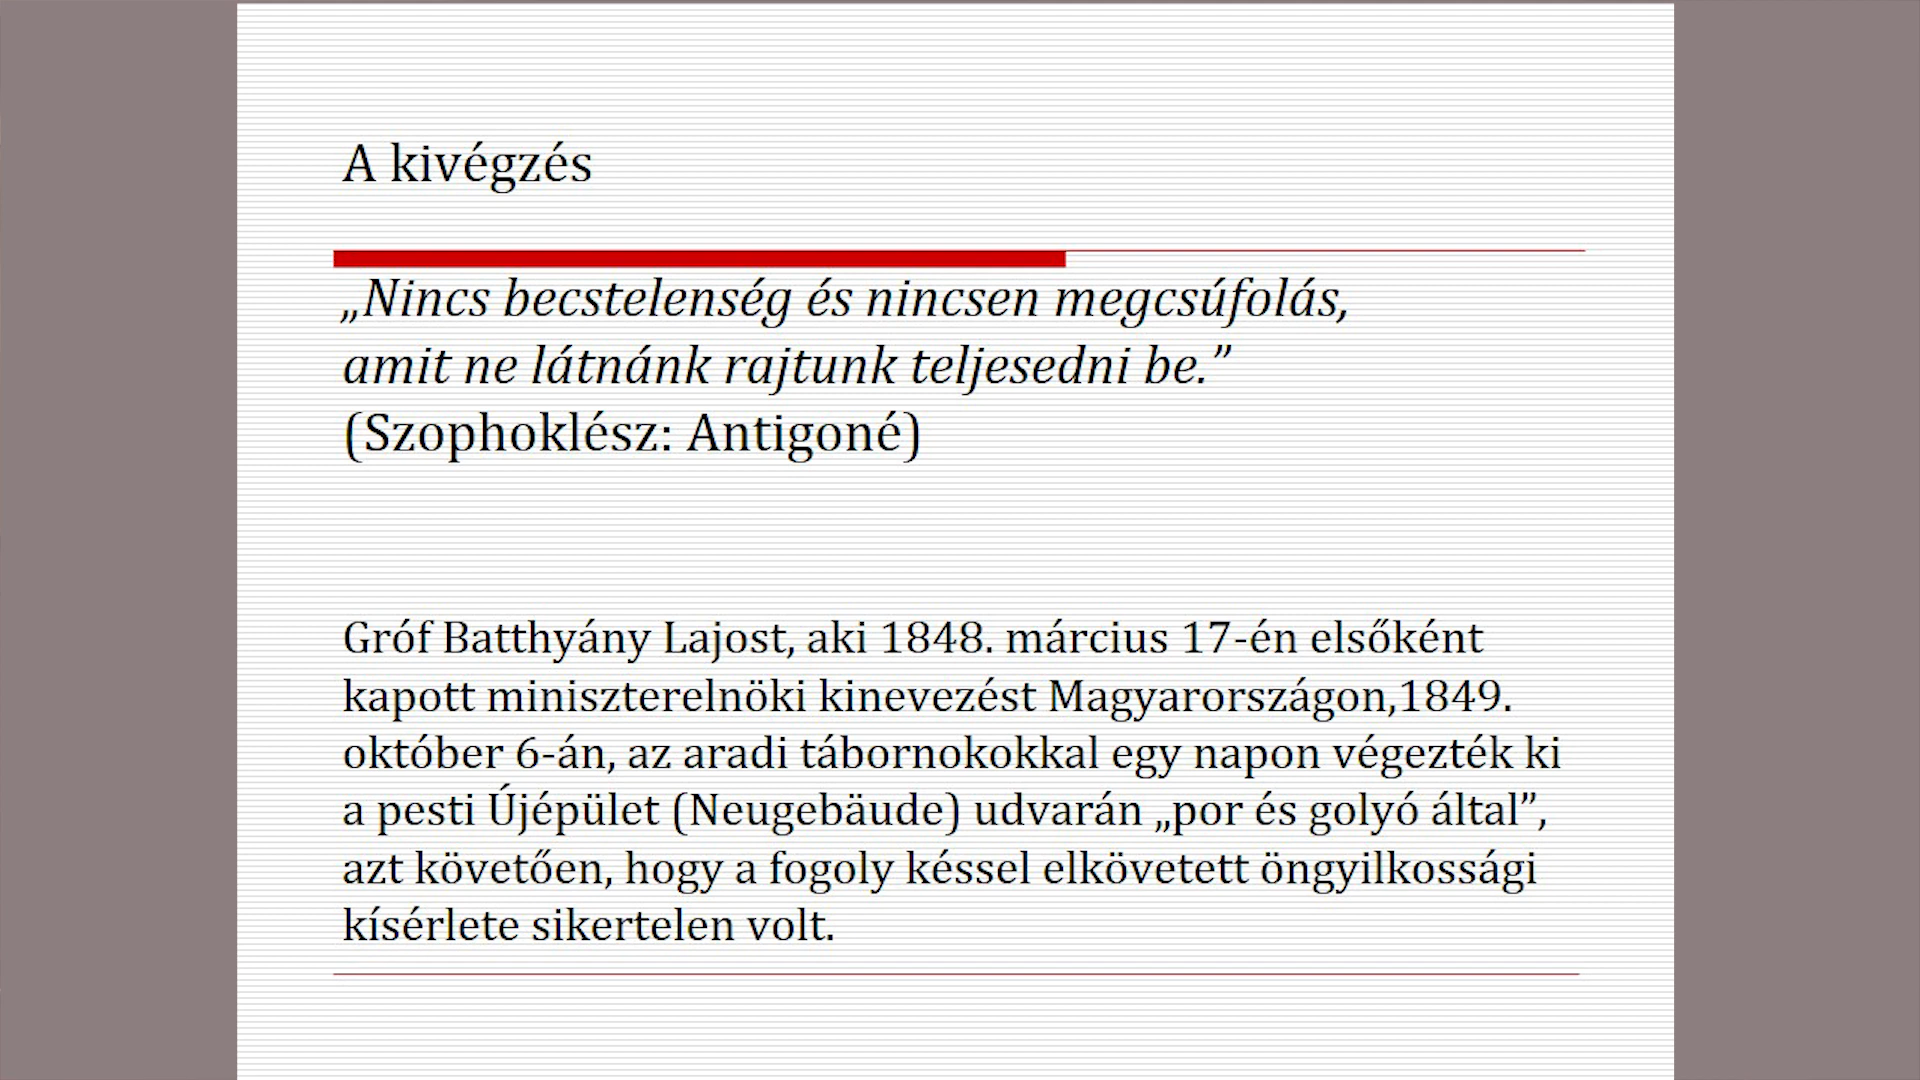 A kivégzés
„Nincs becstelenség és nincsen megcsúfolás,
amit ne látnánk rajtunk teljesedni be.”
(Szophoklész: Antigoné)
Gróf Batthyány Lajost, aki 1848. március 17-én elsőként
kapott miniszterelnöki kinevezést Magyarországon,1849.
október 6-án, az aradi tábornokokkal egy napon végezték ki
a pesti Újépület (Neugebäude) udvarán „por és golyó által”,
azt követően, hogy a fogoly késsel elkövetett öngyilkossági
kísérlete sikertelen volt.